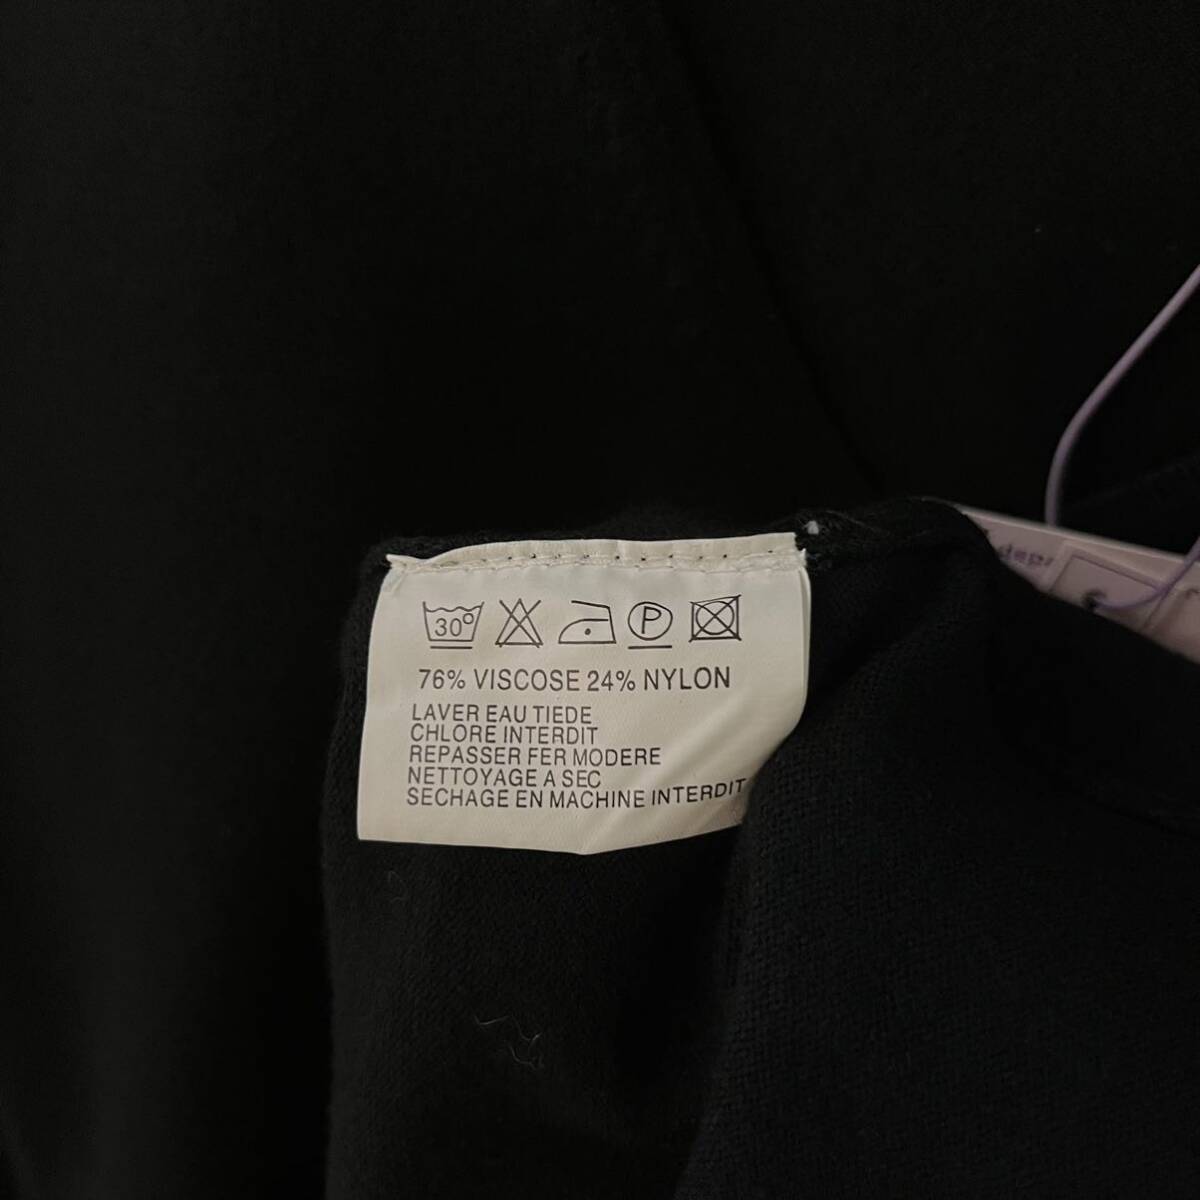 30°
P
76% VISCOSE 24% NYLON
LAVER EAU TIEDE
CHLORE INTERDIT
REPASSER FER MODERE
NETTOYAGE A SEC
SECHAGE EN MACHINE INTERDIT